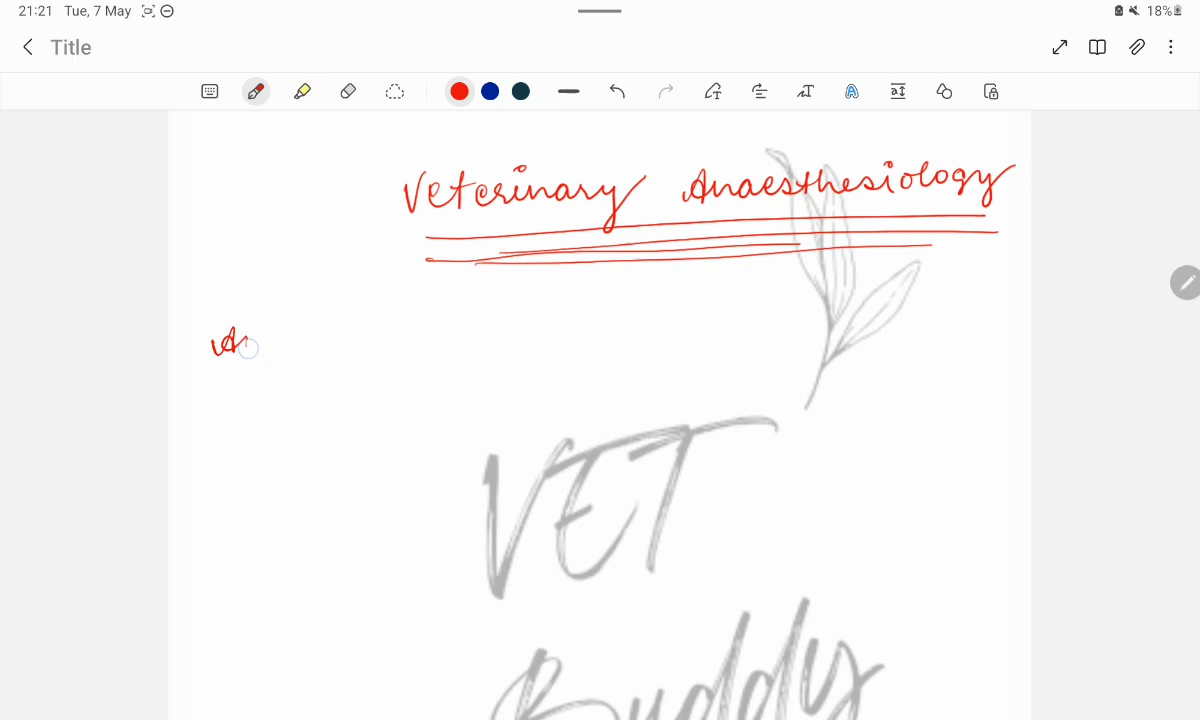 21:21 Tue, 7 May 18%
Title
Veterinary Anaesthesiology
VET
Buddy